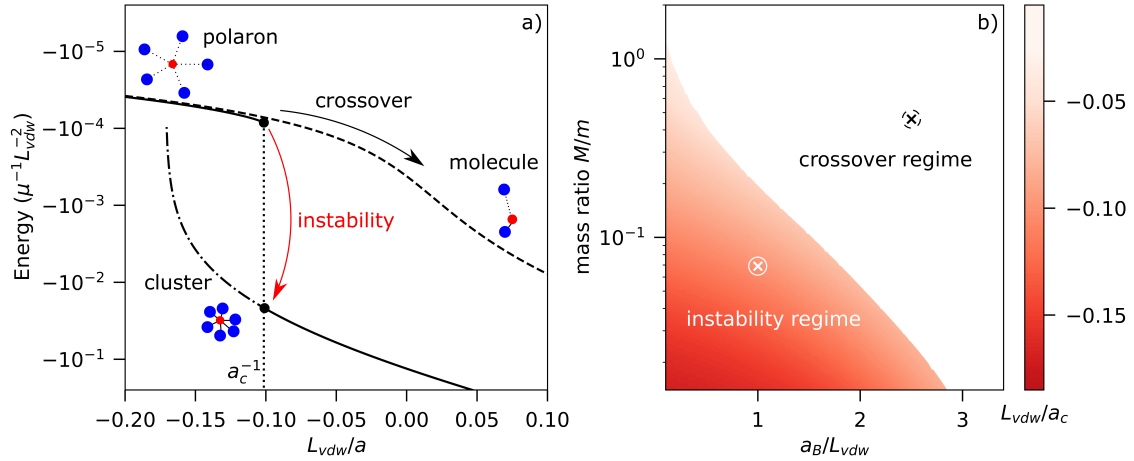 a)
polaron
crossover
molecule
instability
cluster
a_c^{-1}
Energy (μ^{-1}L_{vdw}^{-2})
−10^{-5}
−10^{-4}
−10^{-3}
−10^{-2}
−10^{-1}
−0.20 −0.15 −0.10 −0.05 0.00 0.05 0.10
L_{vdw}/a
b)
crossover regime
instability regime
mass ratio M/m
10^0
10^{-1}
1 2 3
a_B/L_{vdw}
−0.05
−0.10
−0.15
L_{vdw}/a_c